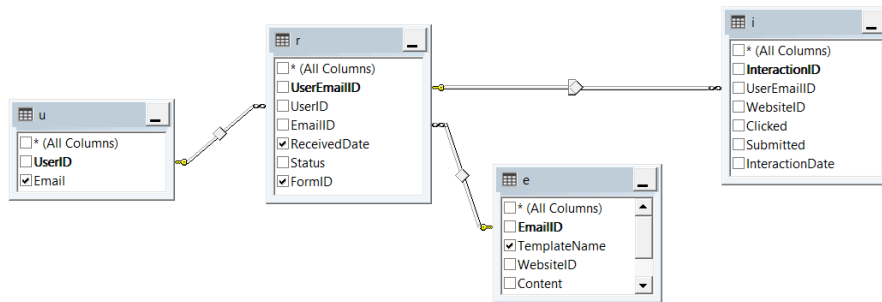 u
* (All Columns)
UserID
Email
r
* (All Columns)
UserEmailID
UserID
EmailID
ReceivedDate
Status
FormID
e
* (All Columns)
EmailID
TemplateName
WebsiteID
Content
i
* (All Columns)
InteractionID
UserEmailID
WebsiteID
Clicked
Submitted
InteractionDate